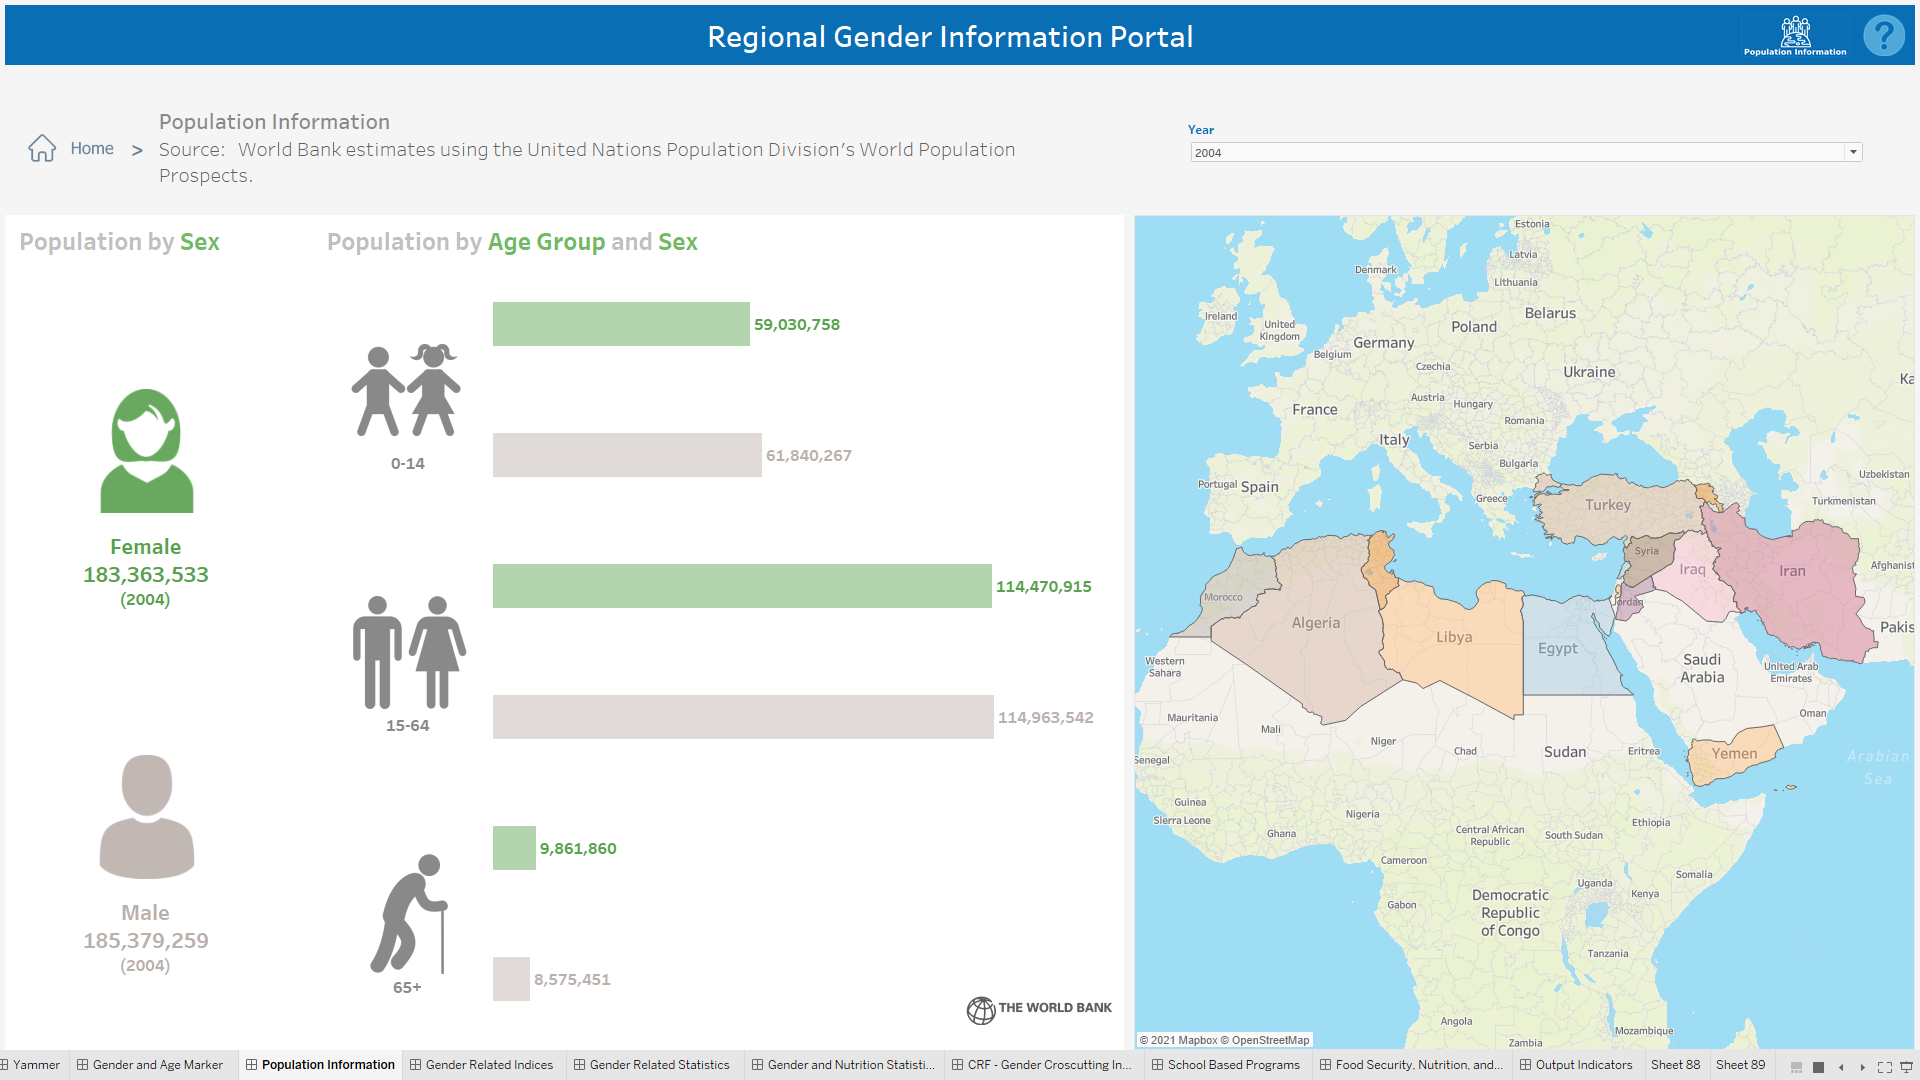 Regional Gender Information Portal
Population Information
?
Home
>
Population Information
Source: World Bank estimates using the United Nations Population Division's World Population
Prospects.
Year
2004
Population by Sex
Population by Age Group and Sex
Female
183,363,533
(2004)
Male
185,379,259
(2004)
0-14
59,030,758
61,840,267
15-64
114,470,915
114,963,542
65+
9,861,860
8,575,451
THE WORLD BANK
Estonia
Latvia
Denmark
Lithuania
Ireland
United
Kingdom
Belarus
Poland
Germany
Belgium
Czechia
Ukraine
Ka
Austria
Hungary
France
Romania
Italy
Serbia
Bulgaria
Uzbekistan
Portugal
Spain
Greece
Turkey
Turkmenistan
Syria
Afghanist
Iraq
Iran
Morocco
Jordan
Algeria
Libya
Egypt
Pakis
Western
Sahara
Saudi
Arabia
United Arab
Emirates
Mauritania
Mali
Niger
Chad
Sudan
Eritrea
Oman
Yemen
Arabian
Sea
Senegal
Guinea
Sierra Leone
Ghana
Nigeria
Central African
Republic
South Sudan
Ethiopia
Cameroon
Somalia
Gabon
Democratic
Republic
of Congo
Uganda
Kenya
Tanzania
Angola
Zambia
Mozambique
© 2021 Mapbox © OpenStreetMap
Yammer
Gender and Age Marker
Population Information
Gender Related Indices
Gender Related Statistics
Gender and Nutrition Statisti...
CRF - Gender Croscutting In...
School Based Programs
Food Security, Nutrition, and...
Output Indicators
Sheet 88
Sheet 89